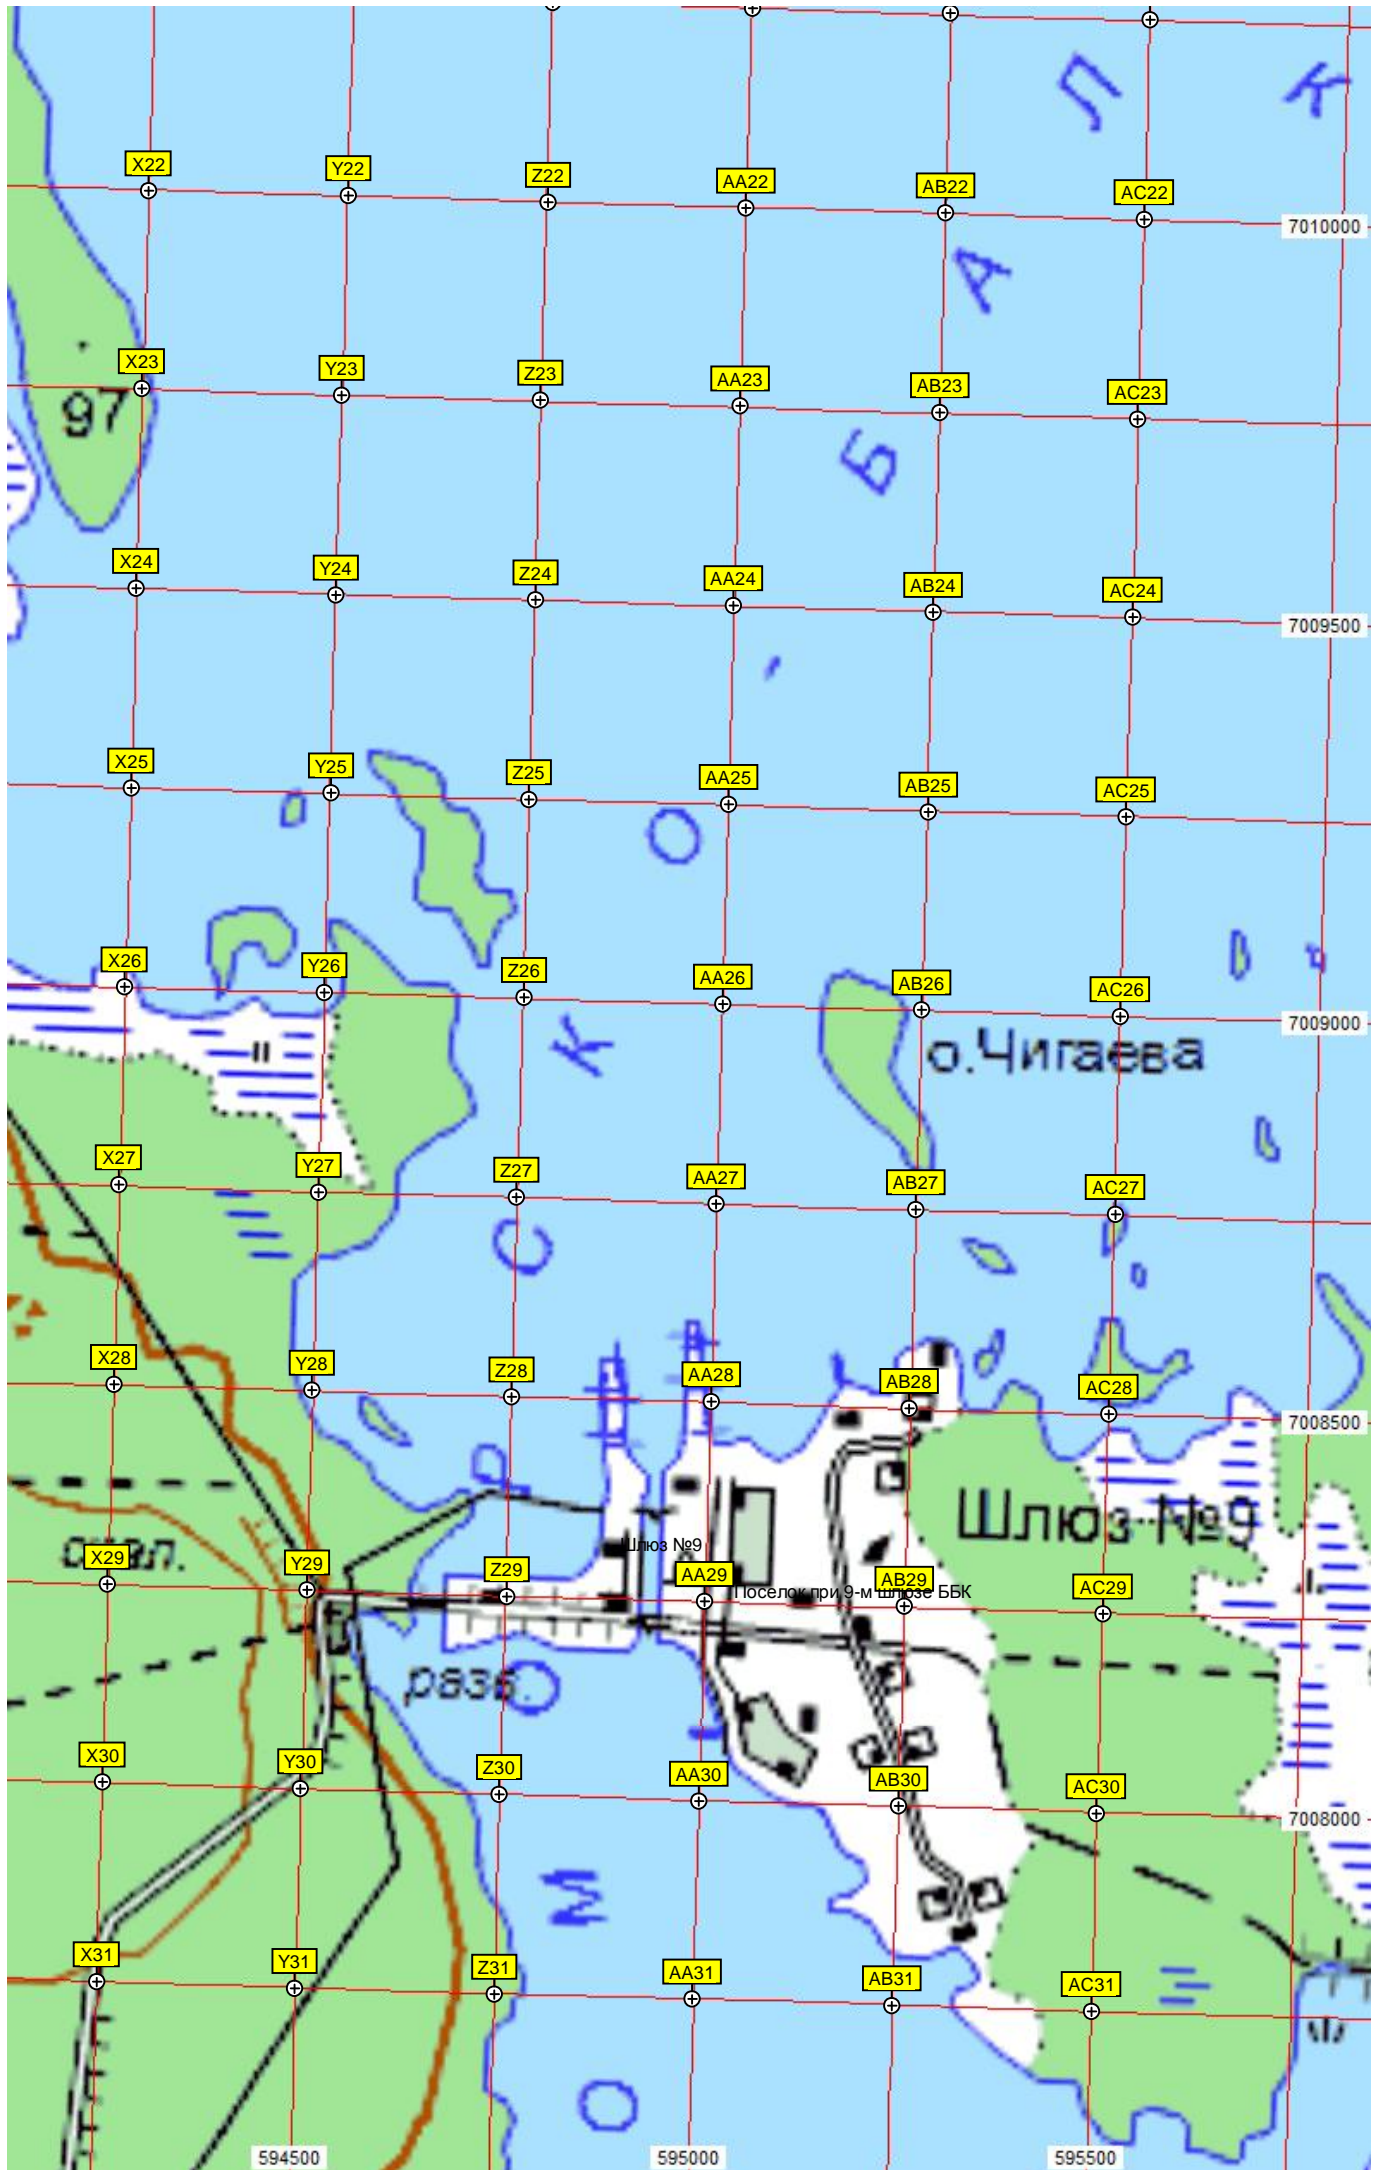 Л К
X22 Y22 Z22 AA22 AB22 AC22
7010000
А
X23 Y23 Z23 AA23 AB23 AC23
97
Б
X24 Y24 Z24 AA24 AB24 AC24
7009500
X25 Y25 Z25 AA25 AB25 AC25
О
X26 Y26 Z26 AA26 AB26 AC26
7009000
К
о.Чигаева
X27 Y27 Z27 AA27 AB27 AC27
С
X28 Y28 Z28 AA28 AB28 AC28
7008500
Р
Шлюз №9
Шлюз №9
X29 Y29 Z29 AA29 AB29 AC29
Поселок при 9-м шлюзе ББК
разв.
О
X30 Y30 Z30 AA30 AB30 AC30
7008000
М
X31 Y31 Z31 AA31 AB31 AC31
О
594500 595000 595500